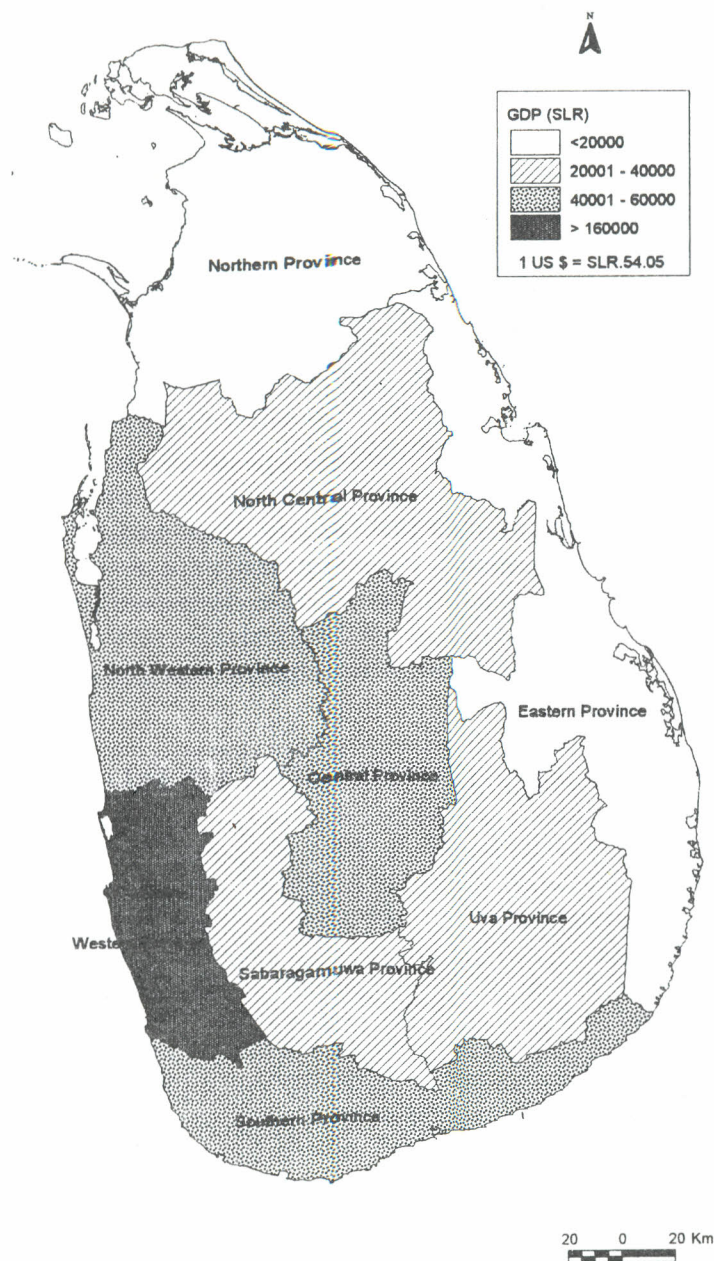 N
GDP (SLR)
<20000
20001 - 40000
40001 - 60000
> 160000
1 US $ = SLR.54.05
Northern Province
North Central Province
North Western Province
Eastern Province
Central Province
Uva Province
Sabaragamuwa Province
Southern Province
20 0 20 Km